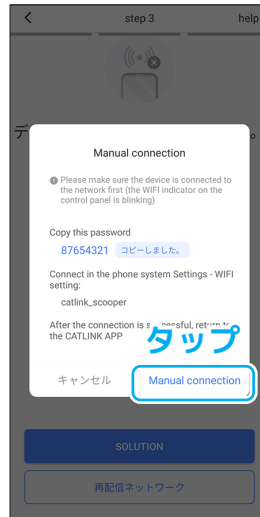 step 3
help
デ
。
Manual connection
Please make sure the device is connected to
the network first (the WIFI indicator on the
control panel is blinking)
Copy this password
87654321 コピーしました。
Connect in the phone system Settings - WIFI
setting:
catlink_scooper
After the connection is return
the CATLINK APP
タップ
キャンセル Manual connection
SOLUTION
再配信ネットワーク